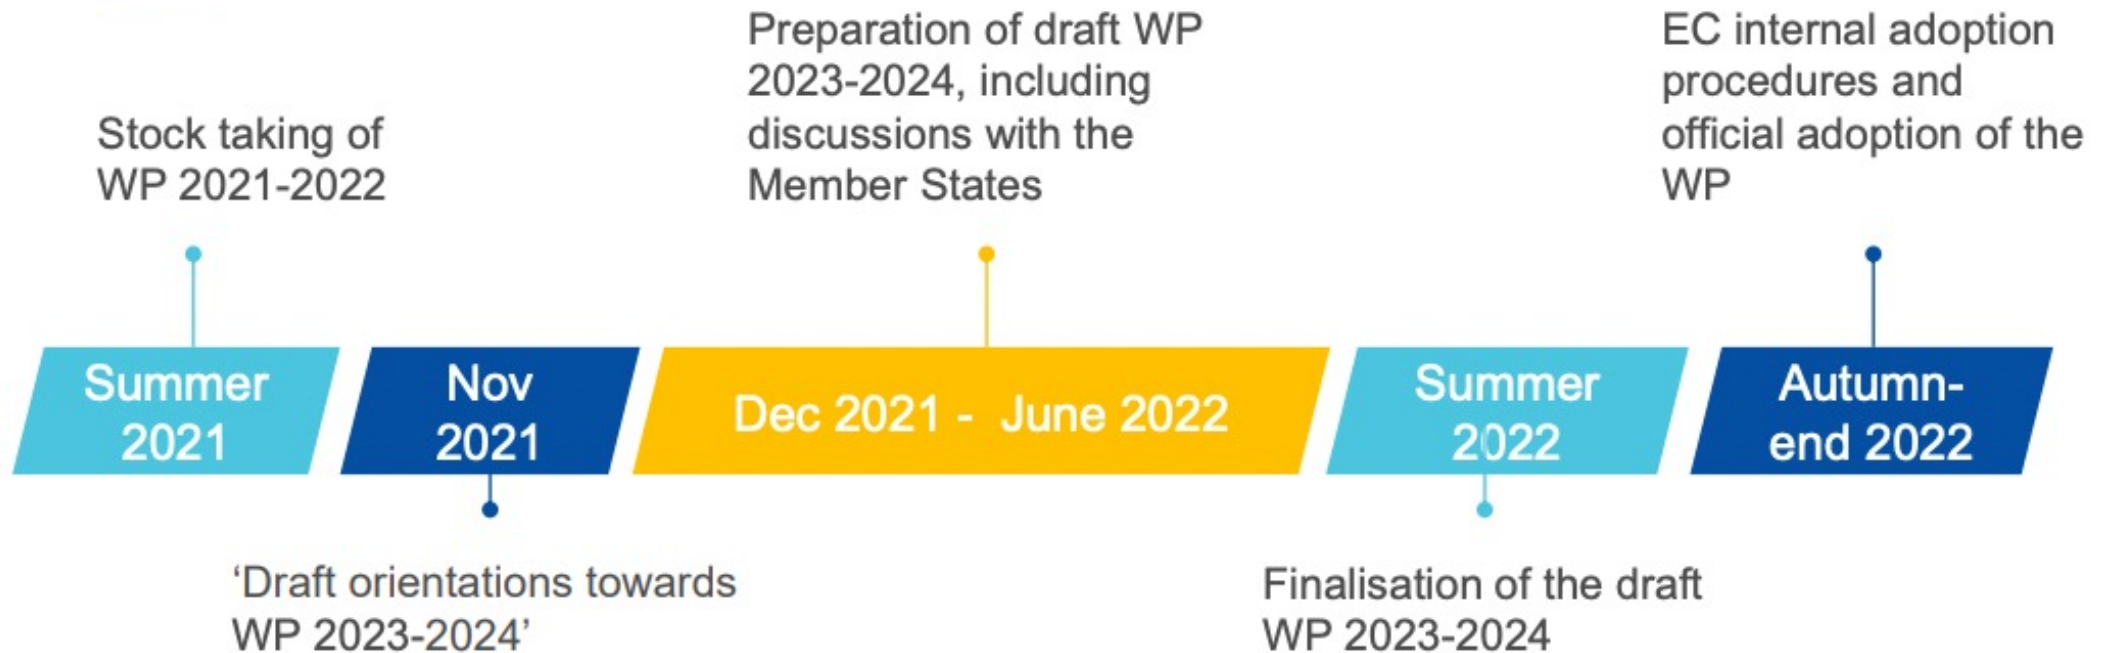 Stock taking of
WP 2021-2022
Preparation of draft WP
2023-2024, including
discussions with the
Member States
EC internal adoption
procedures and
official adoption of the
WP
Summer
2021
Nov
2021
Dec 2021 - June 2022
Summer
2022
Autumn-
end 2022
‘Draft orientations towards
WP 2023-2024’
Finalisation of the draft
WP 2023-2024